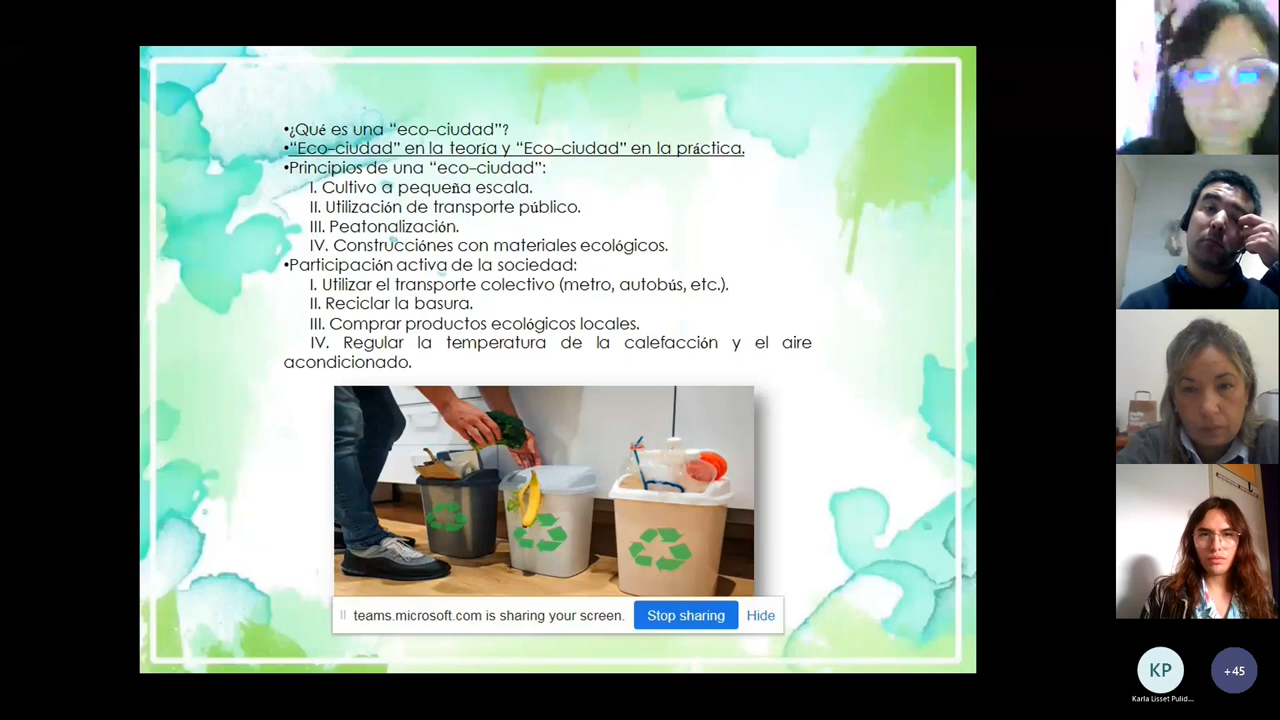 •¿Qué es una “eco-ciudad”?
•“Eco-ciudad” en la teoría y “Eco-ciudad” en la práctica.
•Principios de una “eco-ciudad”:
I. Cultivo a pequeña escala.
II. Utilización de transporte público.
III. Peatonalización.
IV. Construcciónes con materiales ecológicos.
•Participación activa de la sociedad:
I. Utilizar el transporte colectivo (metro, autobús, etc.).
II. Reciclar la basura.
III. Comprar productos ecológicos locales.
IV. Regular la temperatura de la calefacción y el aire
acondicionado.
teams.microsoft.com is sharing your screen. Stop sharing Hide
KP
+45
Karla Lisset Pulid...